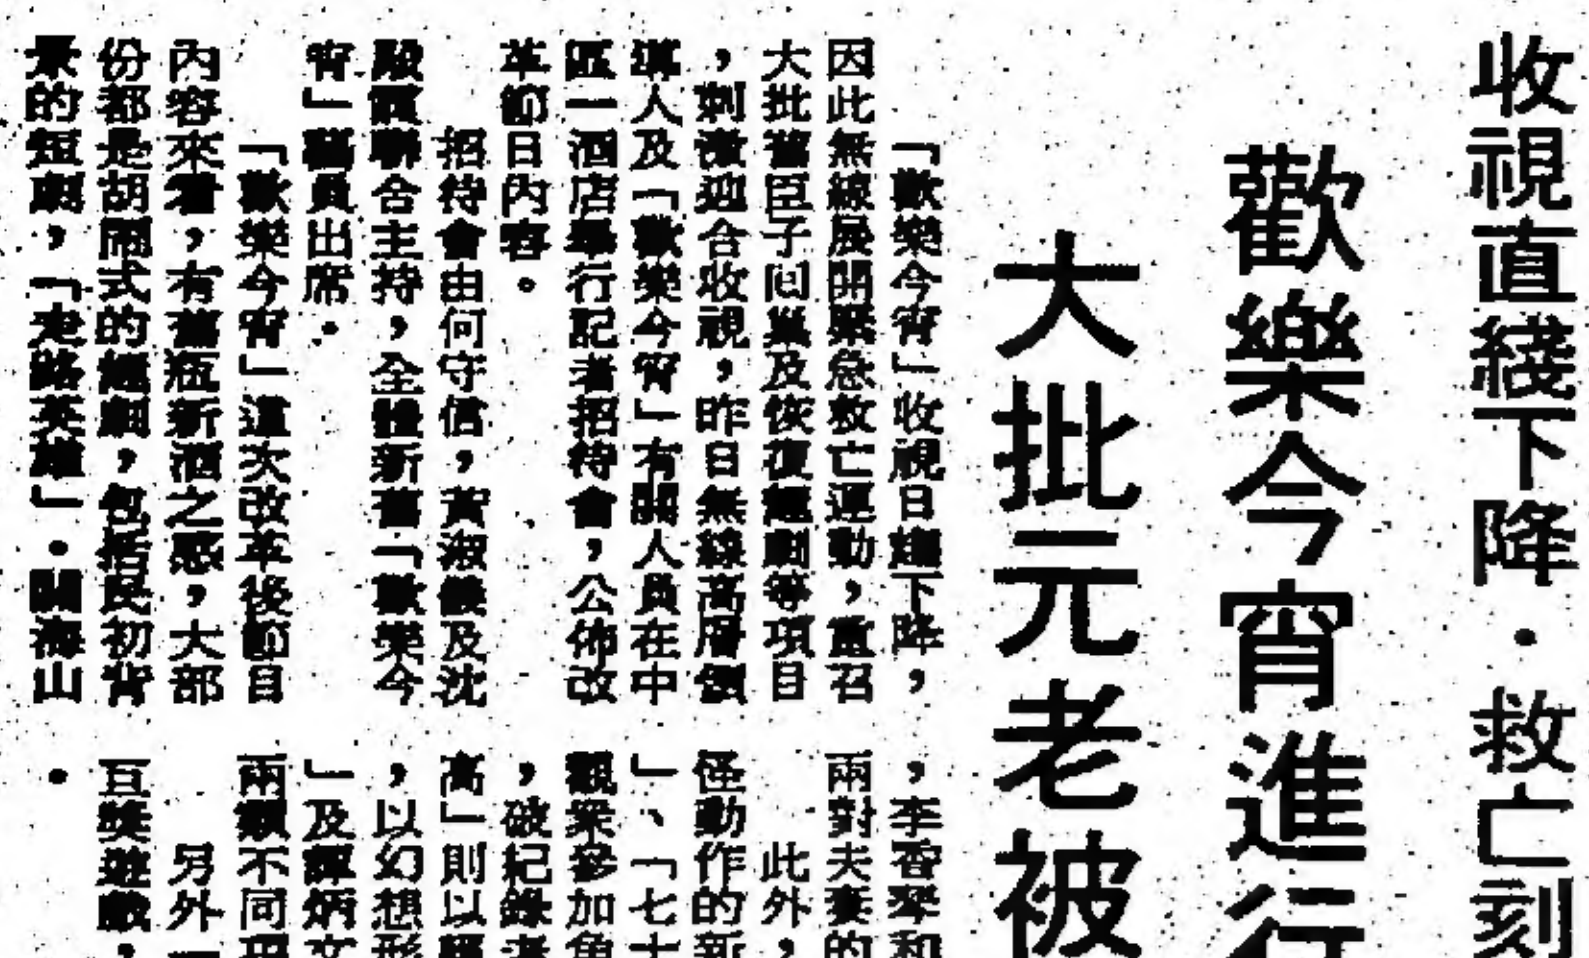 收視直綫下降·救亡刻
歡樂今宵進行
大批元老被
「歡樂今宵」收視日趨下降，
因此無線展開緊急救亡運動，重召
大批舊臣子回巢及恢復趣劇等項目
，刺激迎合收視，昨日無線高層領
導人及「歡樂今宵」有關人員在中
區一酒店舉行記者招待會，公佈改
革節目內容。
招待會由何守信，黃淑儀及沈
殿霞聯合主持，全體新舊「歡樂今
宵」藝員出席。
「歡樂今宵」這次改革後節目
內容來看，有舊瓶新酒之感，大部
份都是胡鬧式的趣劇，包括民初背
景的短劇，「走路英雄」．關海山
，李香琴和
兩對夫妻的
此外，
怪動作的新
」、「七十
觀眾參加角
，破紀錄者
高」則以
，以幻想形
」及譚炳文
兩類不同
另外一
互獎遊戲，
．